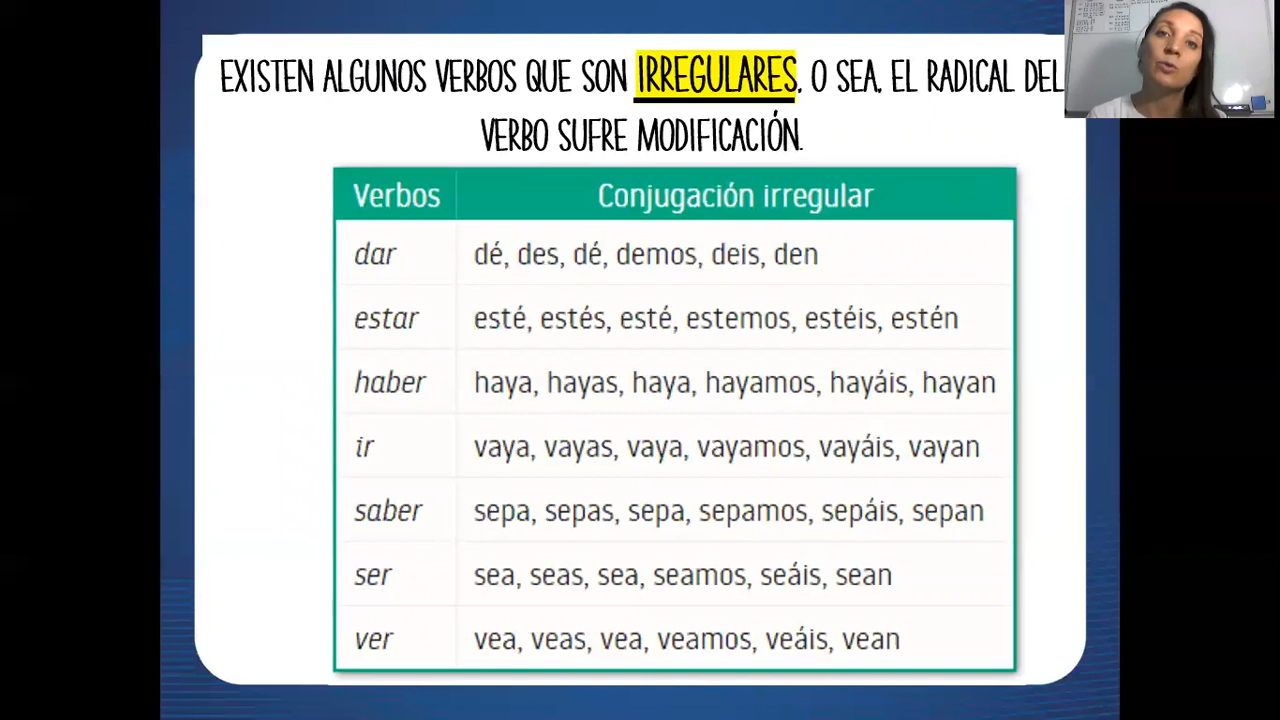 EXISTEN ALGUNOS VERBOS QUE SON IRREGULARES, O SEA, EL RADICAL DEL
VERBO SUFRE MODIFICACIÓN.
Verbos Conjugación irregular
dar dé, des, dé, demos, deis, den
estar esté, estés, esté, estemos, estéis, estén
haber haya, hayas, haya, hayamos, hayáis, hayan
ir vaya, vayas, vaya, vayamos, vayáis, vayan
saber sepa, sepas, sepa, sepamos, sepáis, sepan
ser sea, seas, sea, seamos, seáis, sean
ver vea, veas, vea, veamos, veáis, vean